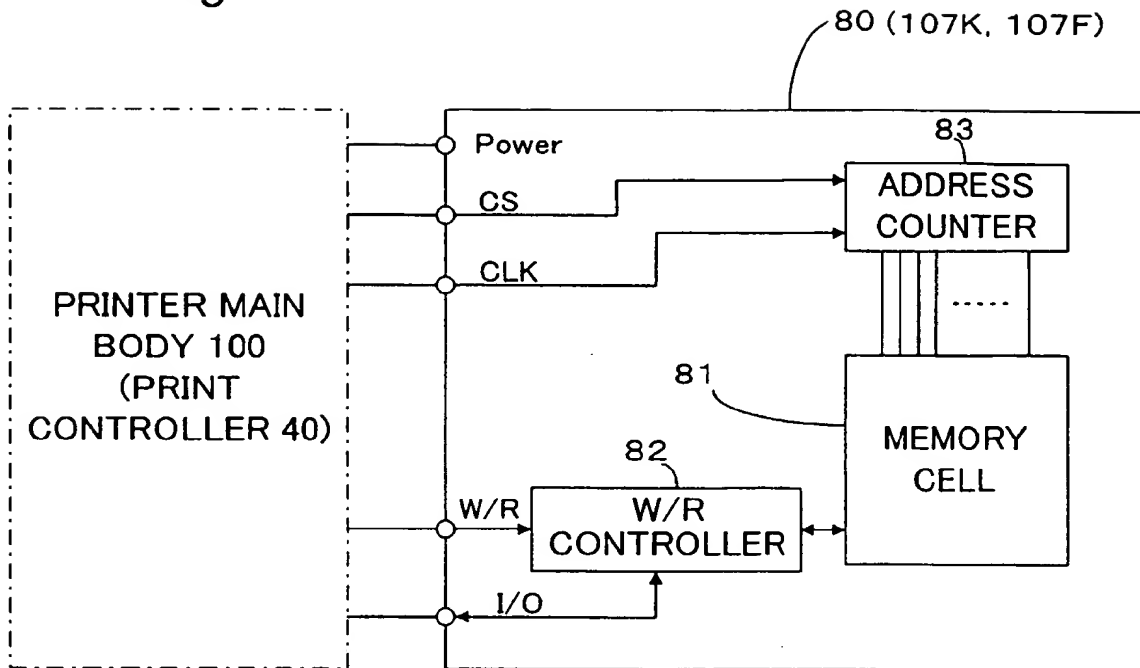 80 (107K, 107F)
PRINTER MAIN
BODY 100
(PRINT
CONTROLLER 40)
Power
CS
CLK
W/R
I/O
83
ADDRESS
COUNTER
81
MEMORY
CELL
82
W/R
CONTROLLER